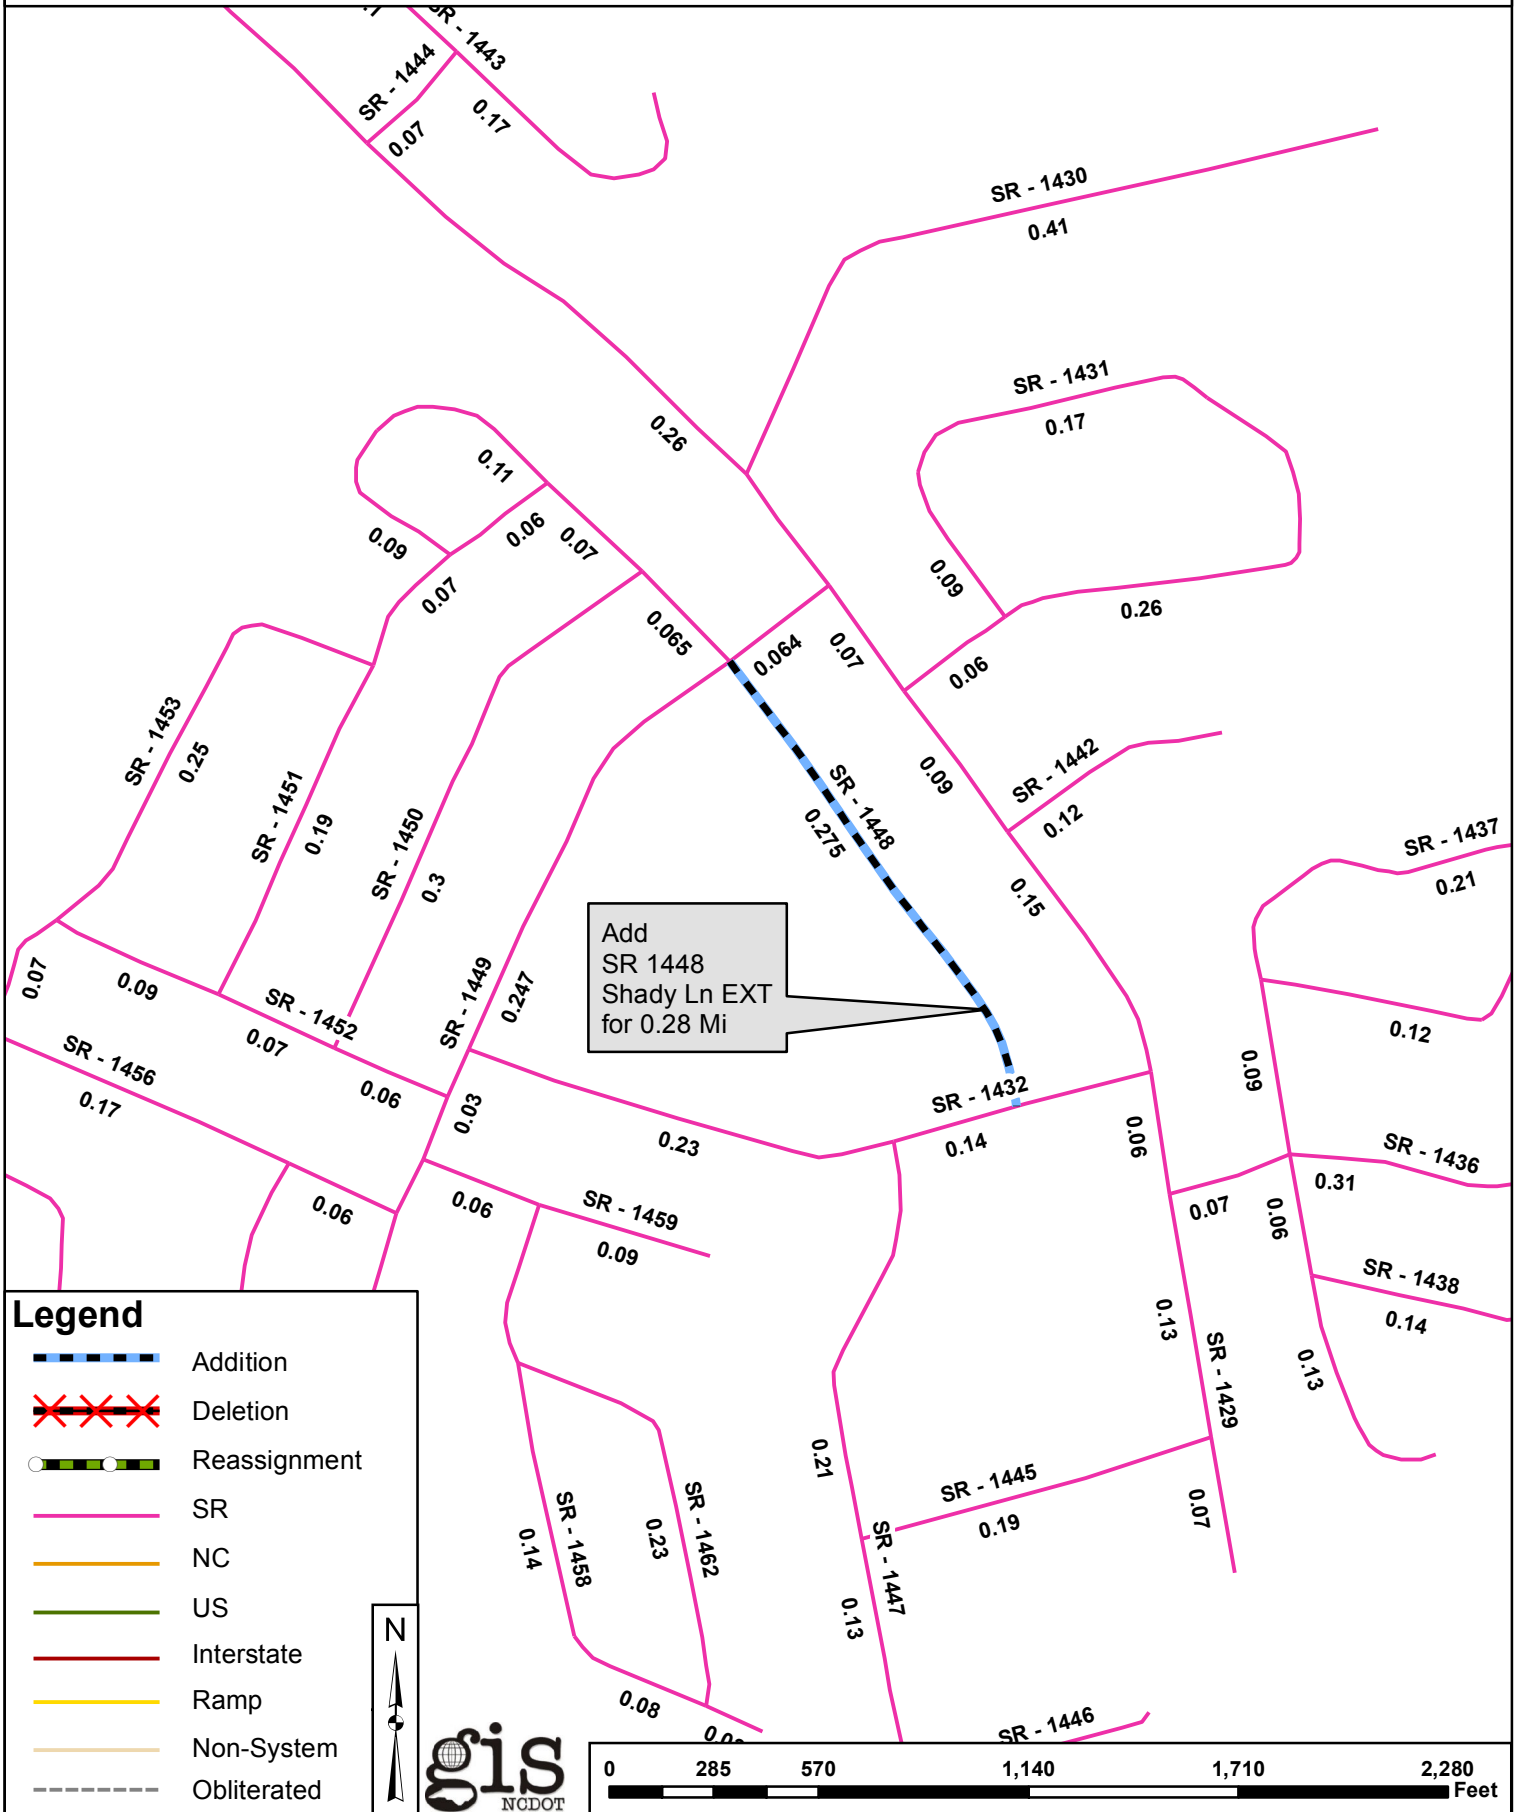 SR - 1443
SR - 1444
0.17
0.07
SR - 1430
0.41
SR - 1431
0.17
0.26
0.11
0.06
0.07
0.09
0.07
0.09
0.26
0.065
0.064
0.07
0.06
SR - 1453
0.25
SR - 1442
0.12
0.09
SR - 1448
0.275
SR - 1451
0.19
SR - 1450
0.3
SR - 1437
0.21
0.15
Add
SR 1448
Shady Ln EXT
for 0.28 Mi
SR - 1449
0.247
0.07
0.09
SR - 1452
0.07
0.06
0.03
SR - 1456
0.17
0.12
0.09
SR - 1432
0.14
0.23
0.06
SR - 1436
0.31
0.07
0.06
0.06
0.06
SR - 1459
0.09
SR - 1438
0.14
0.13
SR - 1429
0.13
0.21
SR - 1445
0.19
0.07
SR - 1447
0.13
SR - 1458
0.14
SR - 1462
0.23
0.08
SR - 1446
Legend
Addition
Deletion
Reassignment
SR
NC
US
Interstate
Ramp
Non-System
Obliterated
N
gis
NCDOT
0 285 570 1,140 1,710 2,280
Feet